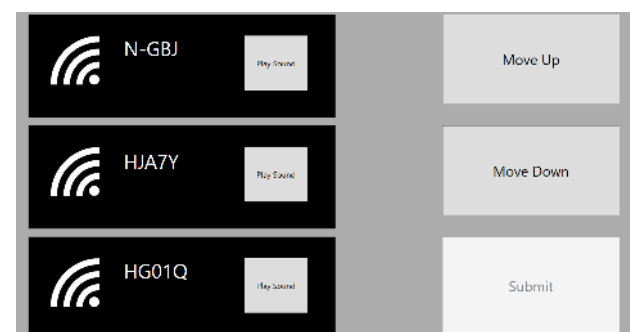 N-GBJ
Play Sound
Move Up
HJA7Y
Play Sound
Move Down
HG01Q
Play Sound
Submit